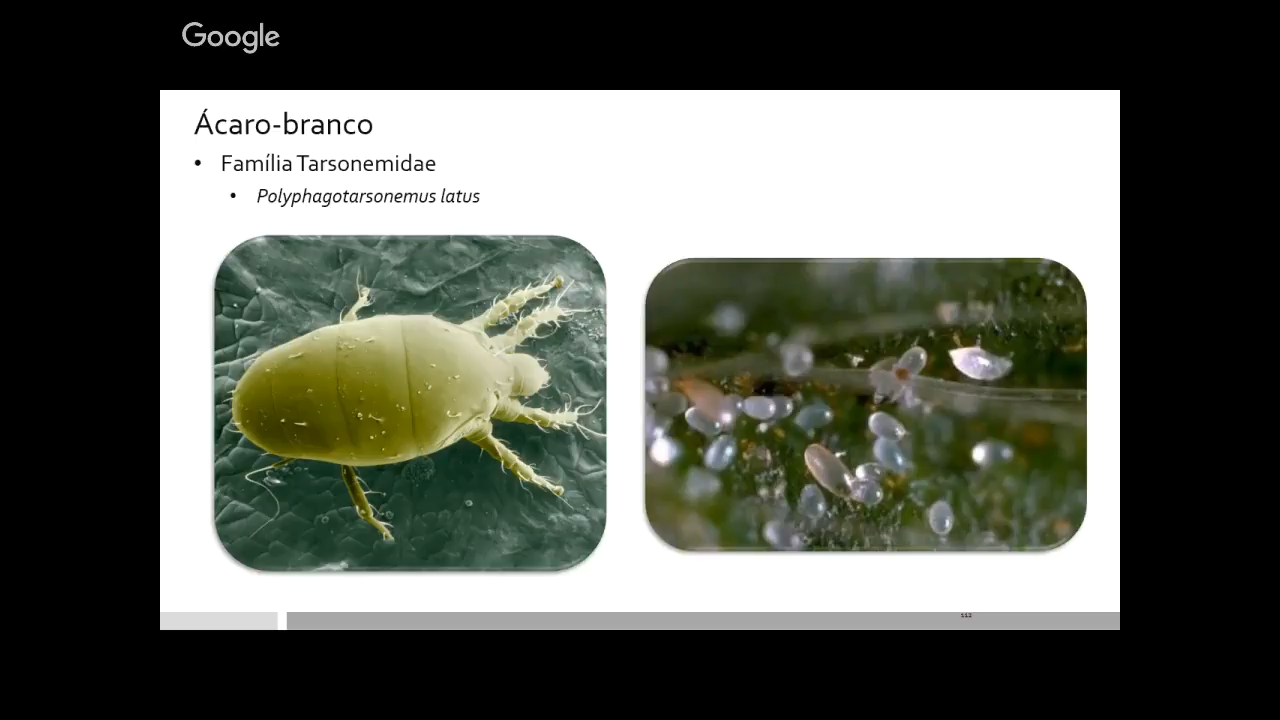 Google
Ácaro-branco
• Família Tarsonemidae
• Polyphagotarsonemus latus